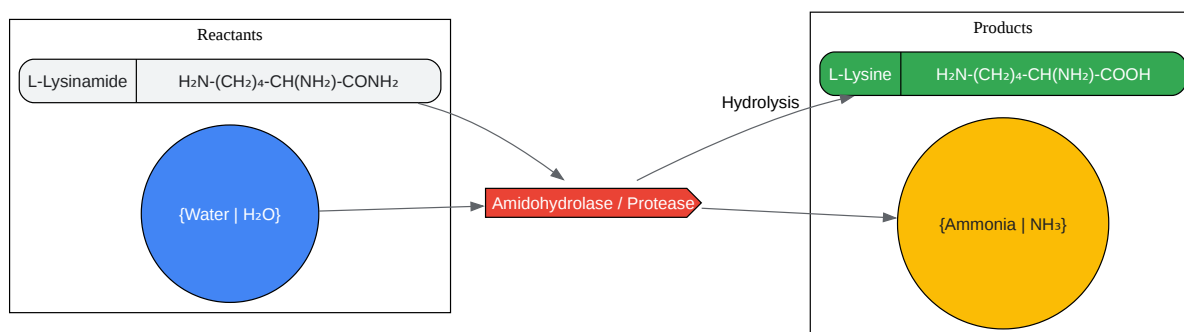 Reactants
L-Lysinamide
H₂N-(CH₂)₄-CH(NH₂)-CONH₂
{Water | H₂O}
Amidohydrolase / Protease
Hydrolysis
Products
L-Lysine
H₂N-(CH₂)₄-CH(NH₂)-COOH
{Ammonia | NH₃}